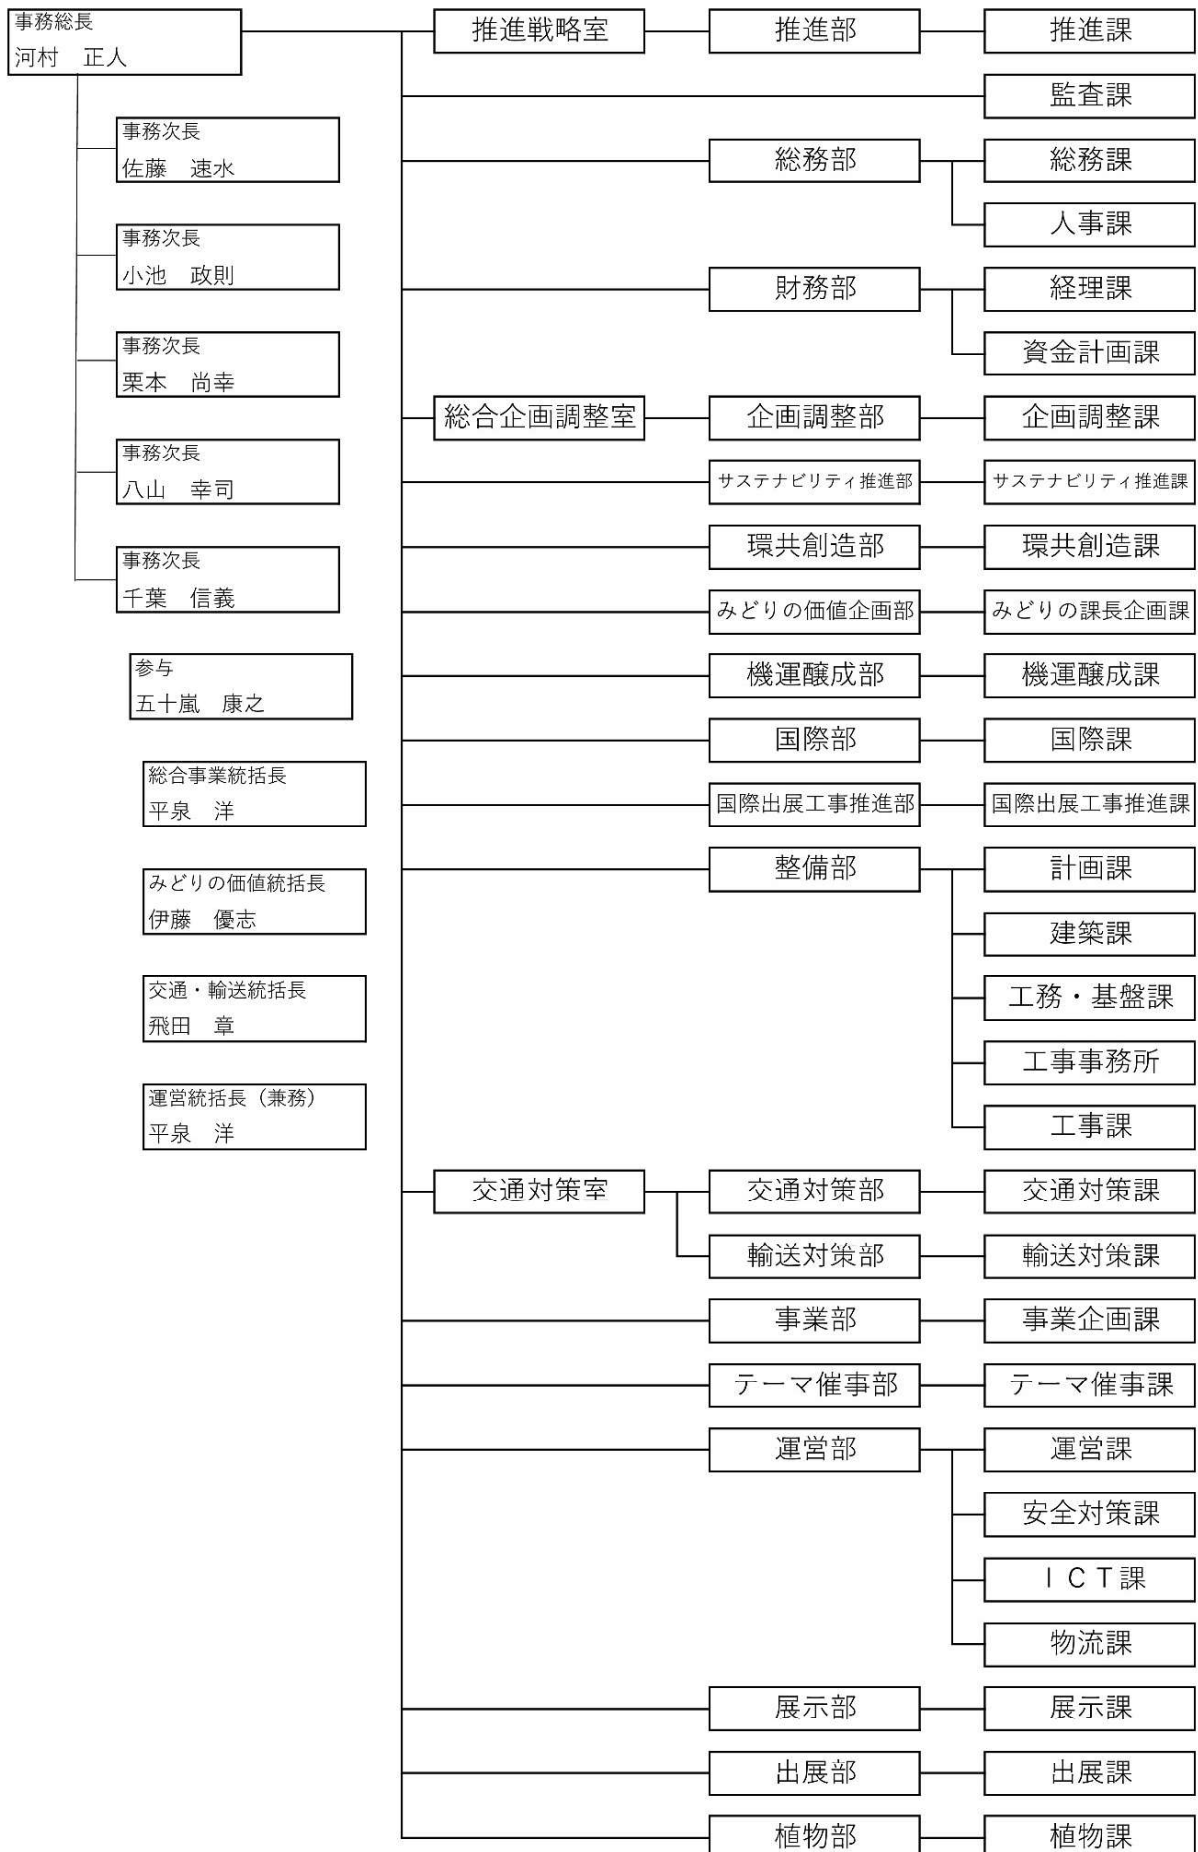 事務総長
河村　正人
事務次長
佐藤　速水
事務次長
小池　政則
事務次長
栗本　尚幸
事務次長
八山　幸司
事務次長
千葉　信義
参与
五十嵐　康之
総合事業統括長
平泉　洋
みどりの価値統括長
伊藤　優志
交通・輸送統括長
飛田　章
運営統括長（兼務）
平泉　洋
推進戦略室
推進部
推進課
監査課
総務部
総務課
人事課
財務部
経理課
資金計画課
総合企画調整室
企画調整部
企画調整課
サステナビリティ推進部
サステナビリティ推進課
環共創造部
環共創造課
みどりの価値企画部
みどりの課長企画課
機運醸成部
機運醸成課
国際部
国際課
国際出展工事推進部
国際出展工事推進課
整備部
計画課
建築課
工務・基盤課
工事事務所
工事課
交通対策室
交通対策部
交通対策課
輸送対策部
輸送対策課
事業部
事業企画課
テーマ催事部
テーマ催事課
運営部
運営課
安全対策課
ＩＣＴ課
物流課
展示部
展示課
出展部
出展課
植物部
植物課